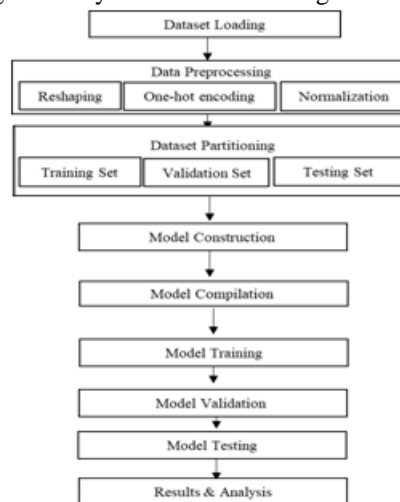 Dataset Loading
Data Preprocessing
Reshaping One-hot encoding Normalization
Dataset Partitioning
Training Set Validation Set Testing Set
Model Construction
Model Compilation
Model Training
Model Validation
Model Testing
Results & Analysis